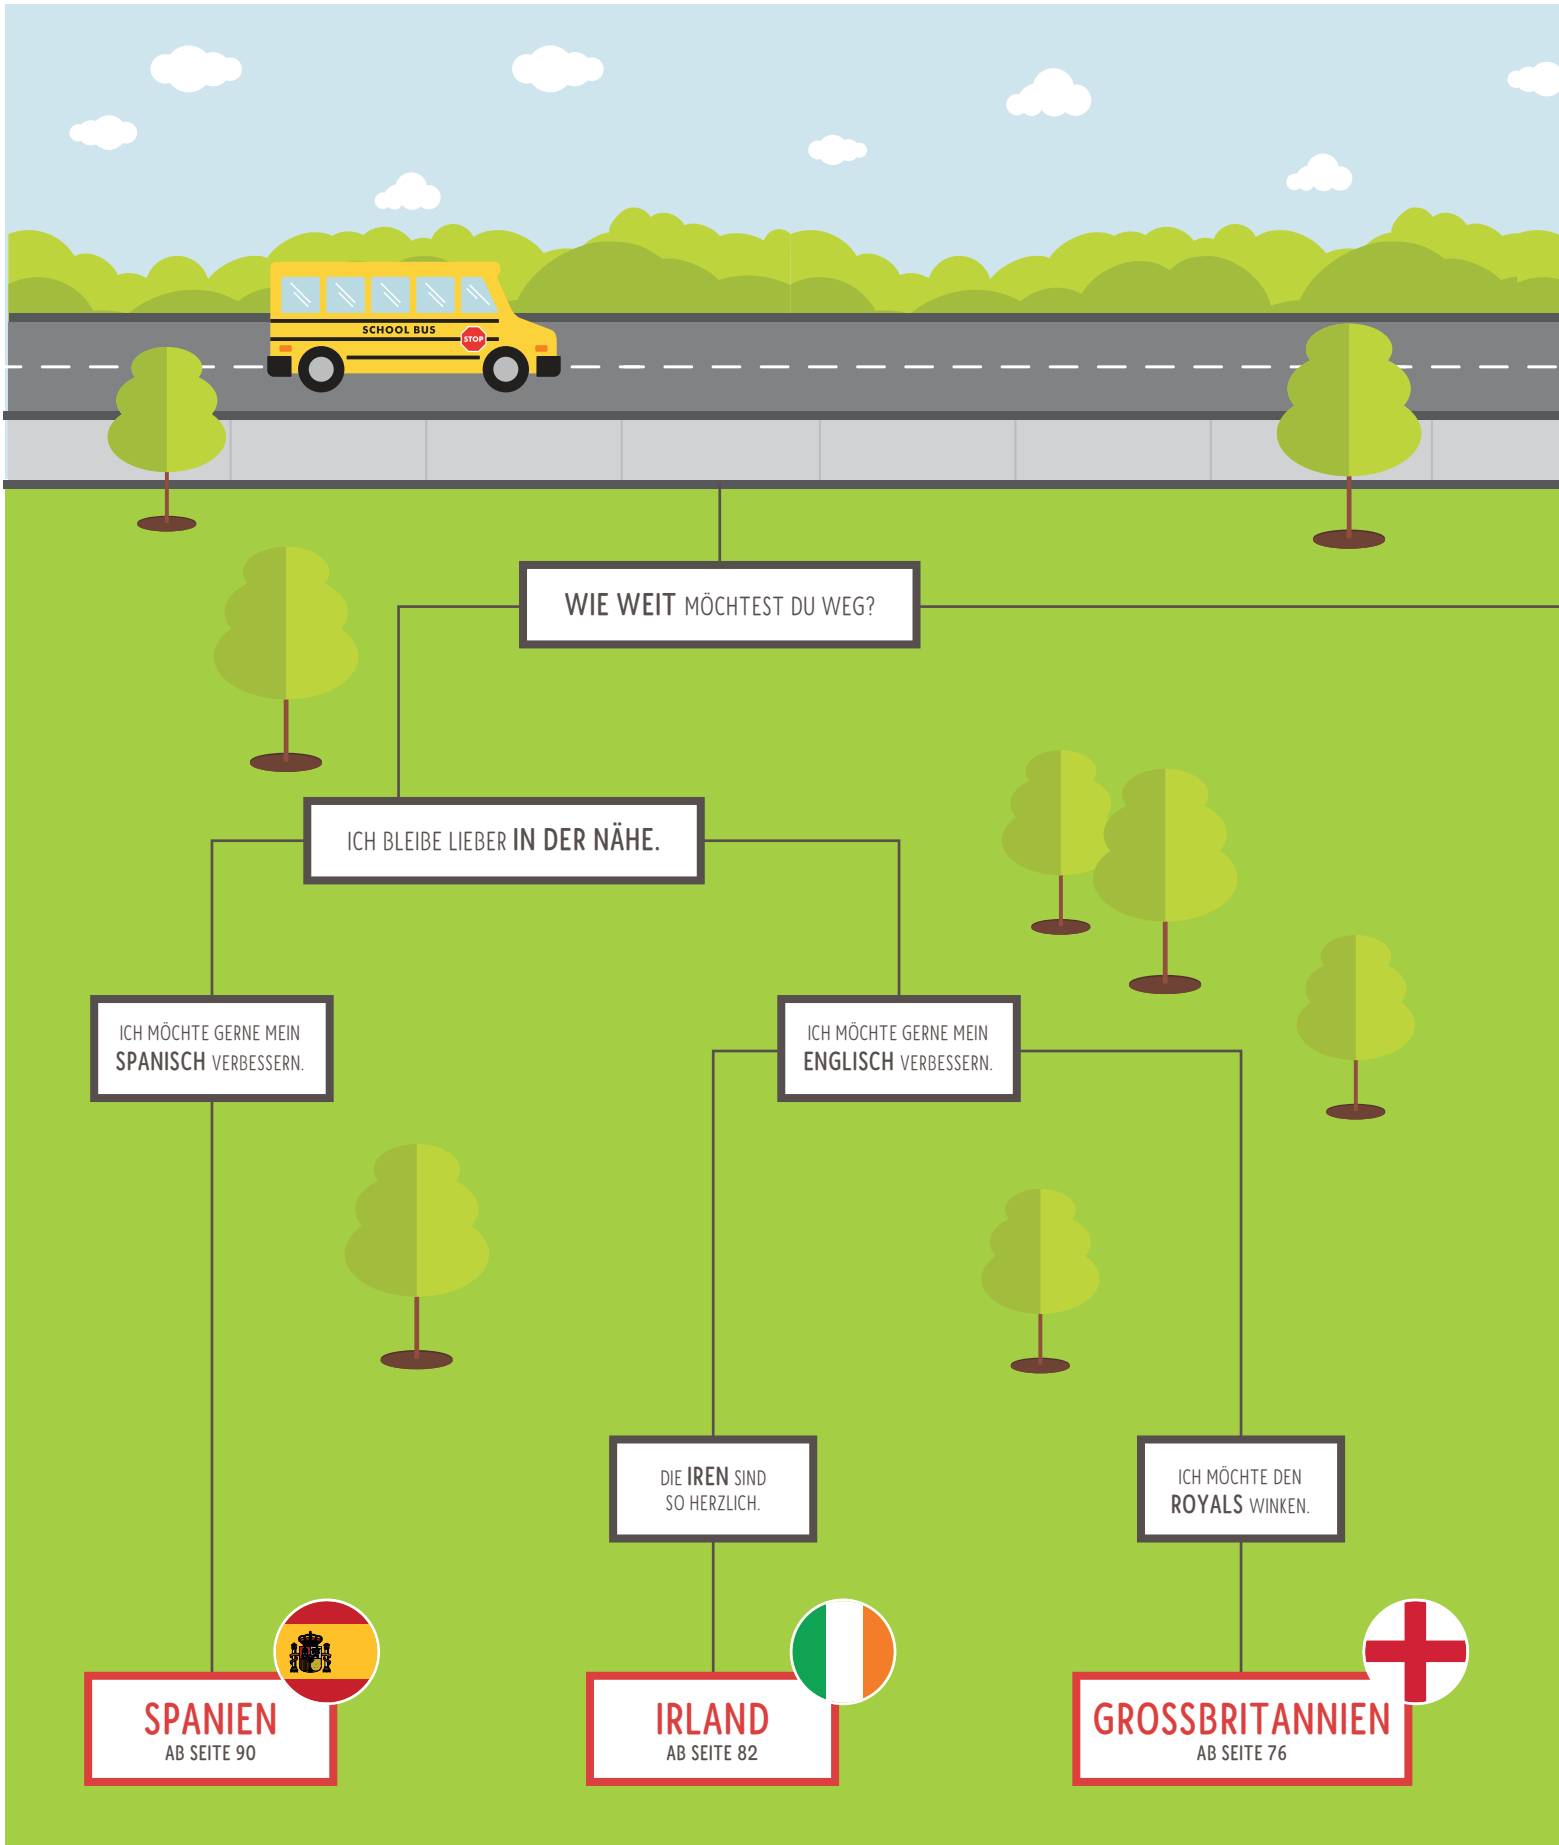 SCHOOL BUS
STOP
WIE WEIT MÖCHTEST DU WEG?
ICH BLEIBE LIEBER IN DER NÄHE.
ICH MÖCHTE GERNE MEIN
SPANISCH VERBESSERN.
ICH MÖCHTE GERNE MEIN
ENGLISCH VERBESSERN.
DIE IREN SIND
SO HERZLICH.
ICH MÖCHTE DEN
ROYALS WINKEN.
SPANIEN
AB SEITE 90
IRLAND
AB SEITE 82
GROSSBRITANNIEN
AB SEITE 76